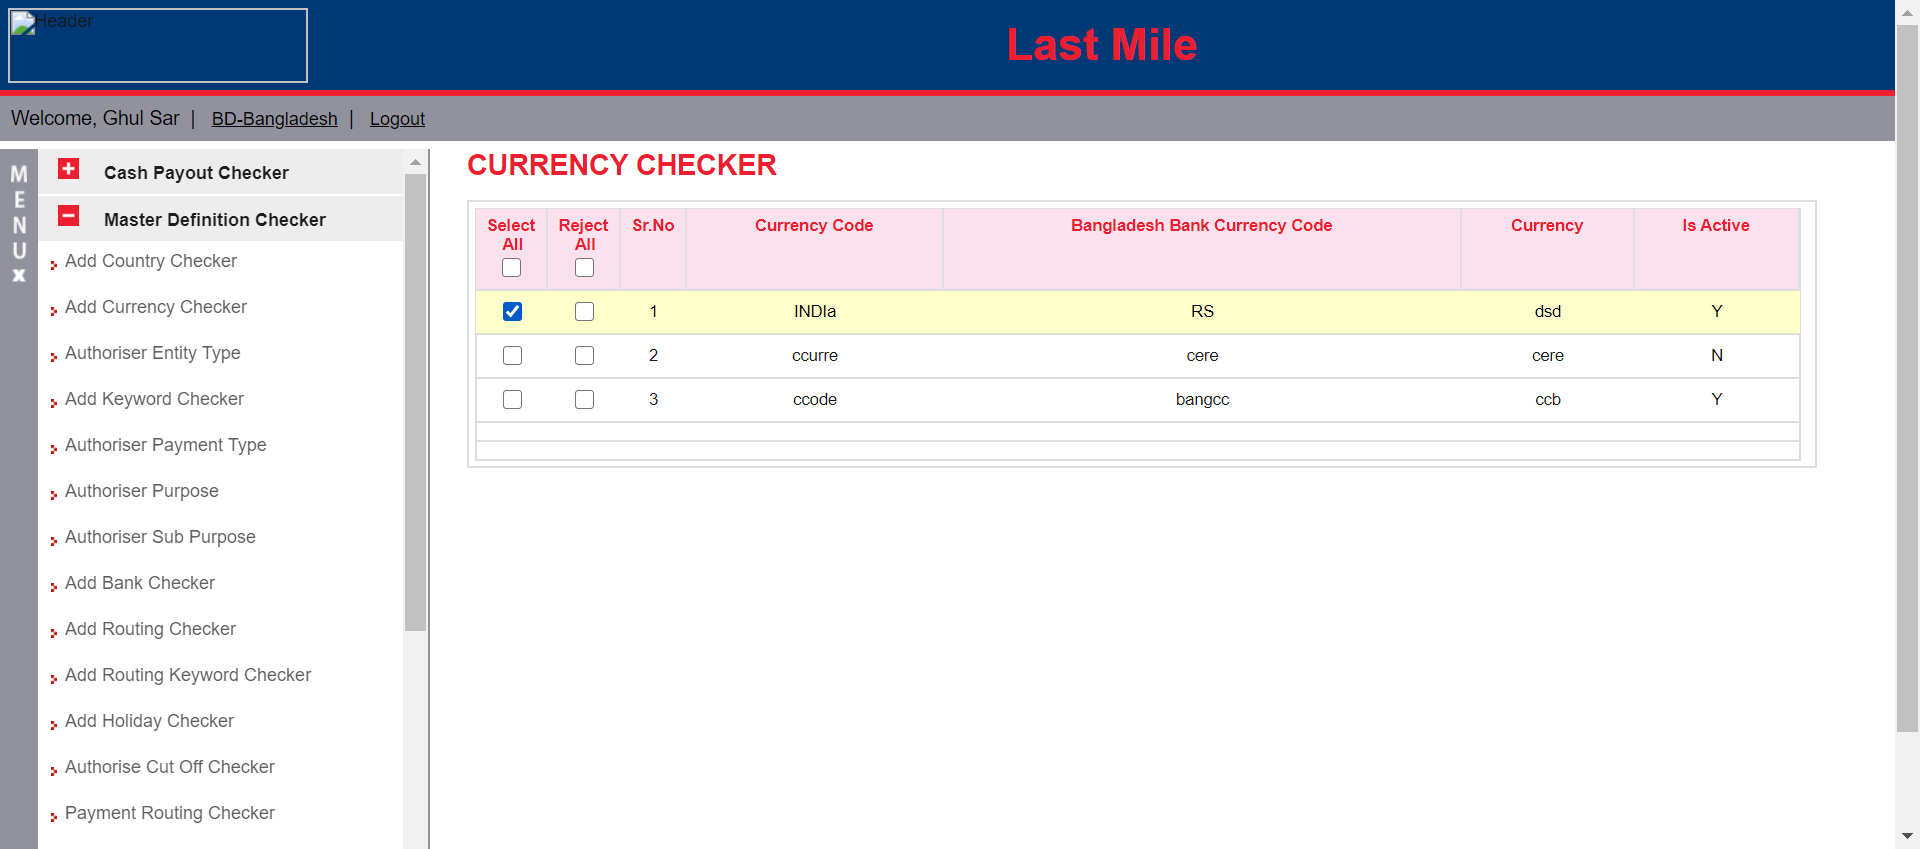 Header
Last Mile
Welcome, Ghul Sar | BD-Bangladesh | Logout
MENU
x
Cash Payout Checker
Master Definition Checker
Add Country Checker
Add Currency Checker
Authoriser Entity Type
Add Keyword Checker
Authoriser Payment Type
Authoriser Purpose
Authoriser Sub Purpose
Add Bank Checker
Add Routing Checker
Add Routing Keyword Checker
Add Holiday Checker
Authorise Cut Off Checker
Payment Routing Checker
CURRENCY CHECKER
Select All Reject All Sr.No Currency Code Bangladesh Bank Currency Code Currency Is Active
1 INDIa RS dsd Y
2 ccurre cere cere N
3 ccode bangcc ccb Y